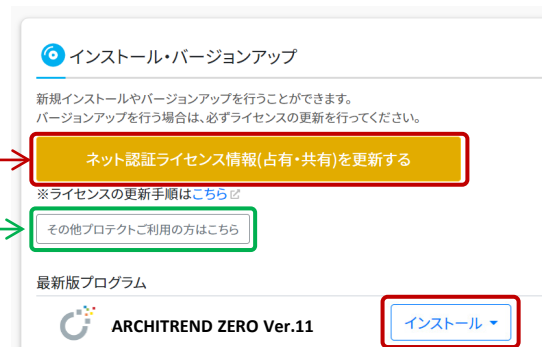 インストール・バージョンアップ
新規インストールやバージョンアップを行うことができます。
バージョンアップを行う場合は、必ずライセンスの更新を行ってください。
ネット認証ライセンス情報(占有・共有)を更新する
※ライセンスの更新手順はこちら
その他プロテクトご利用の方はこちら
最新版プログラム
ARCHITREND ZERO Ver.11
インストール